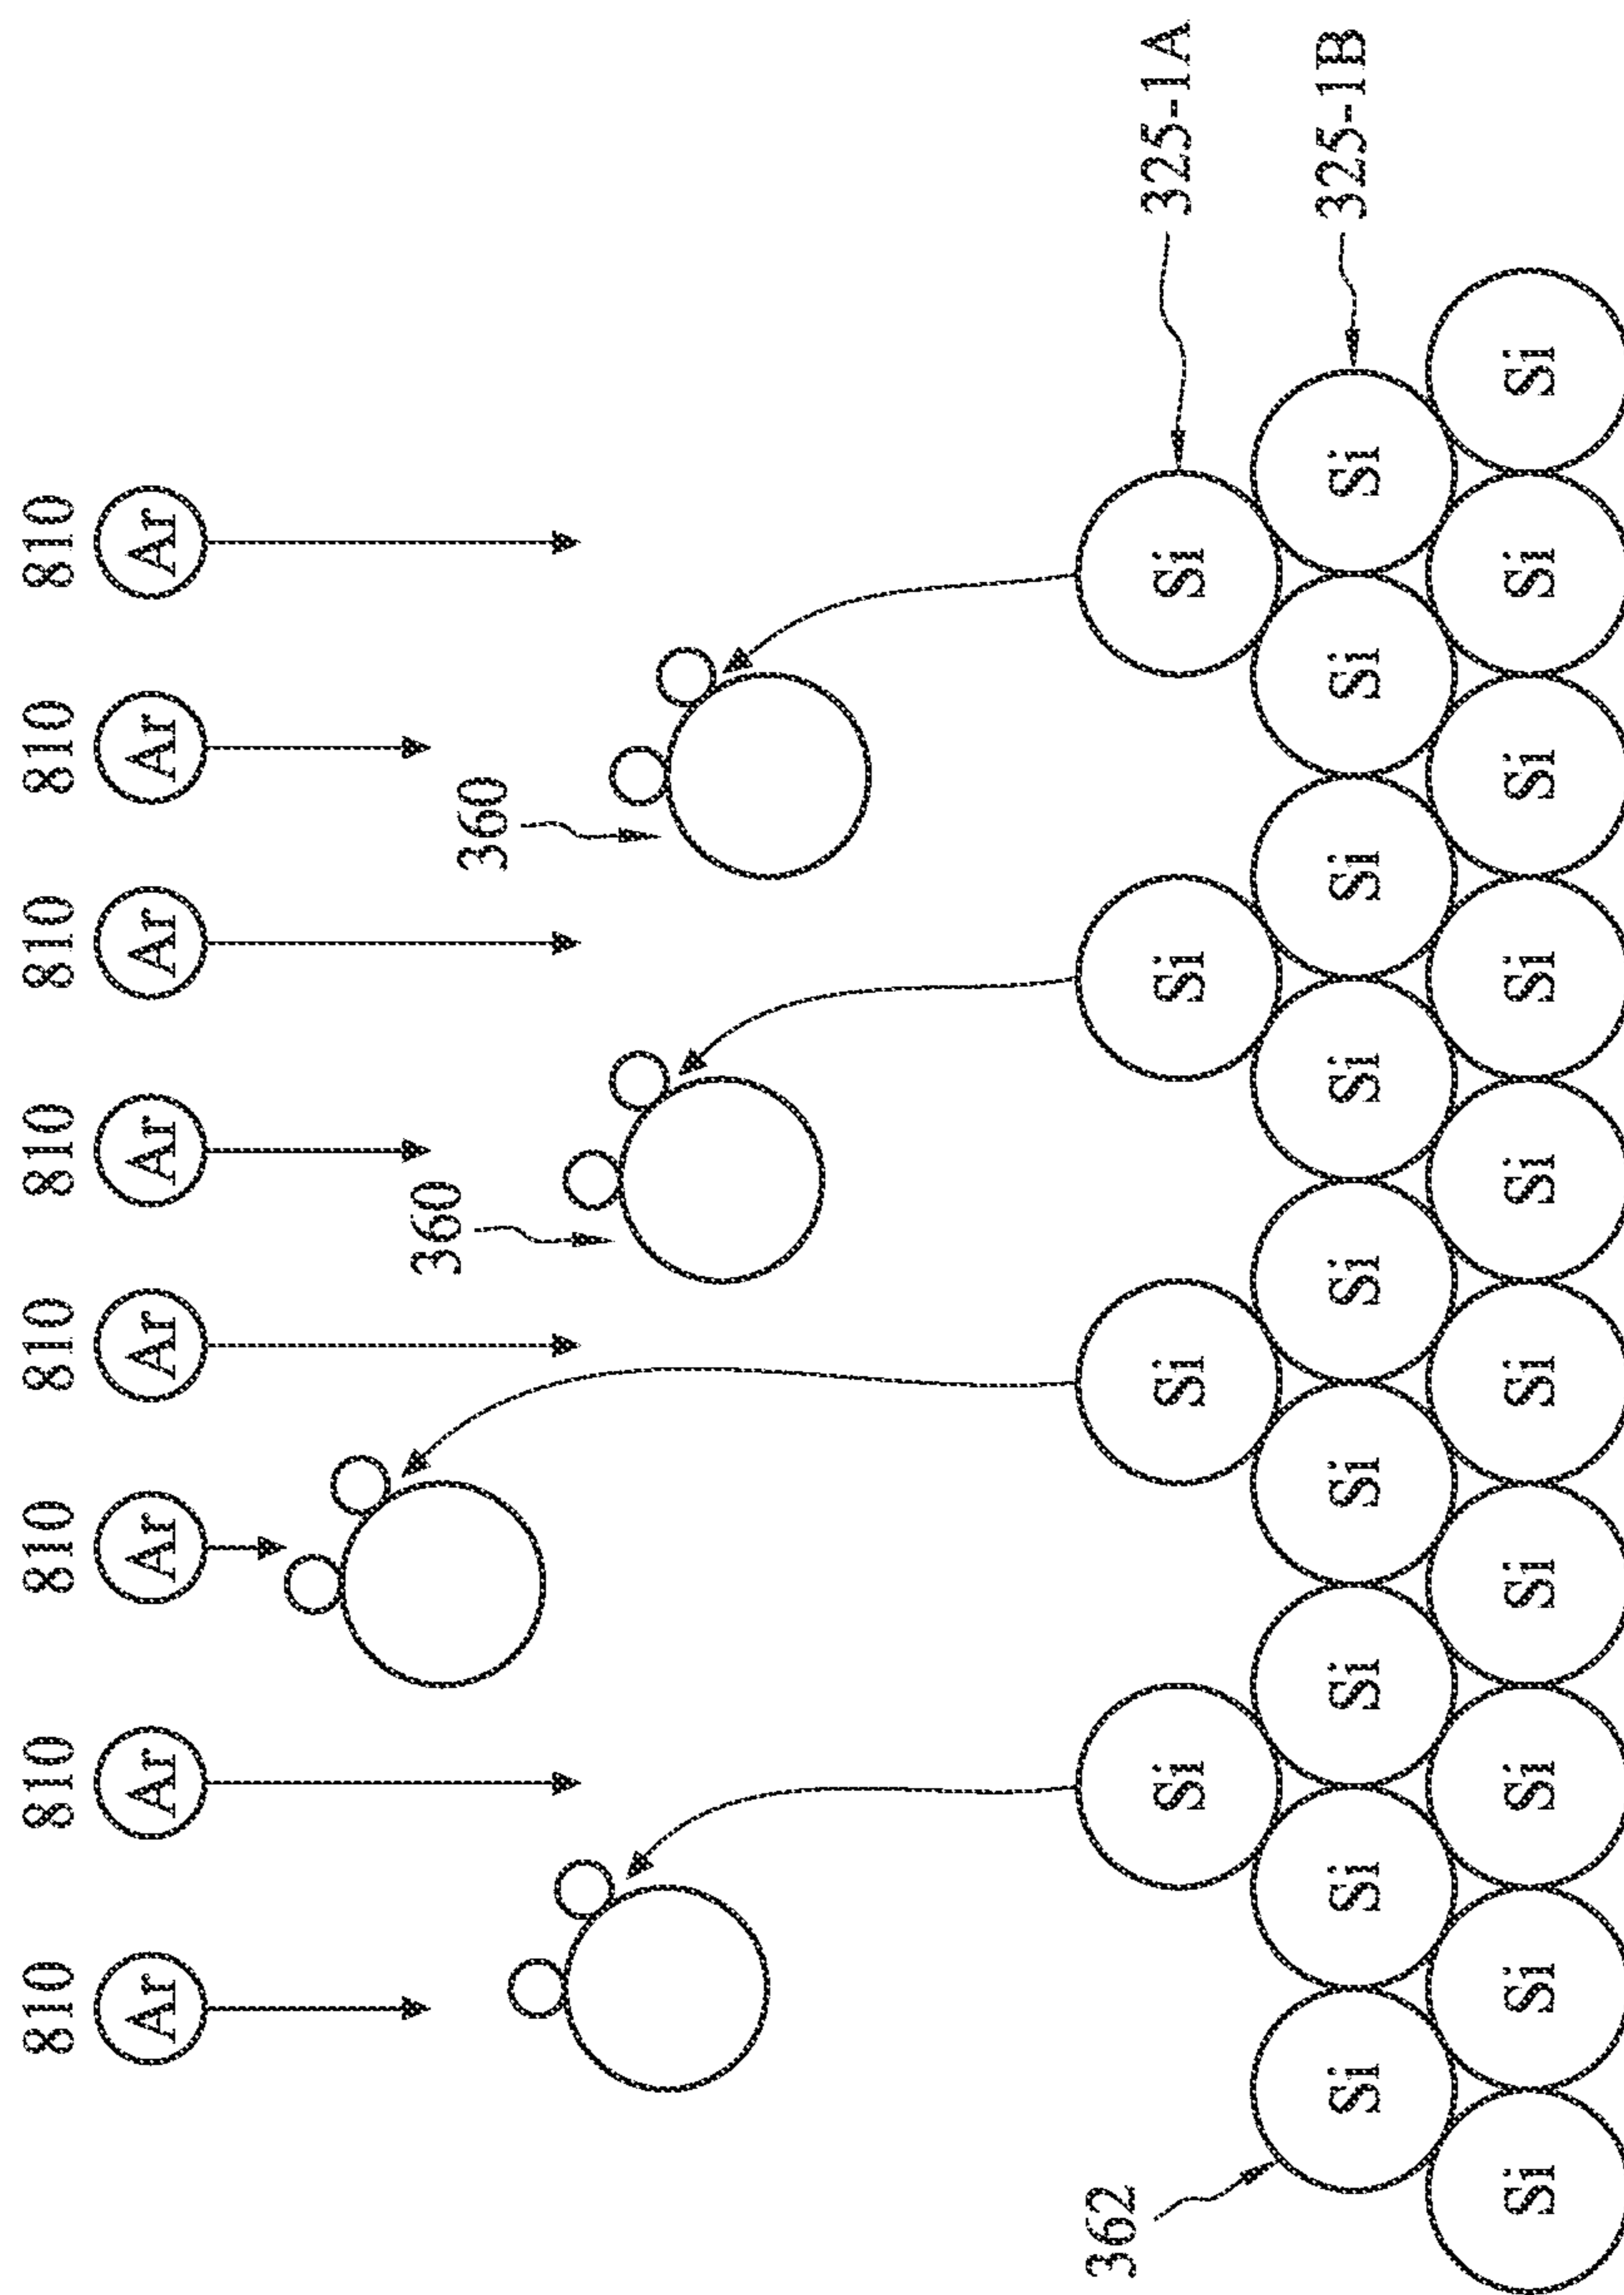 810 810 810 810 810 810 810 810
Ar Ar Ar Ar Ar Ar Ar Ar
360
360
362
Si Si Si Si 325-1A
Si Si Si Si Si Si Si Si Si 325-1B
Si Si Si Si Si Si Si Si Si Si